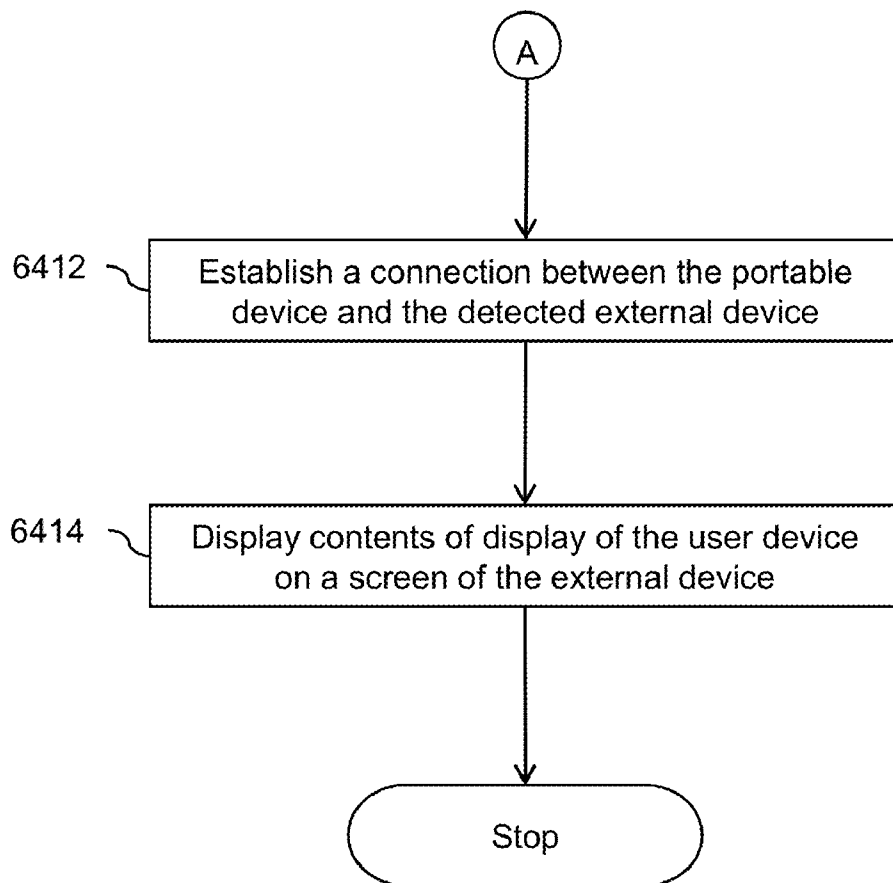 A
6412
Establish a connection between the portable
device and the detected external device
6414
Display contents of display of the user device
on a screen of the external device
Stop